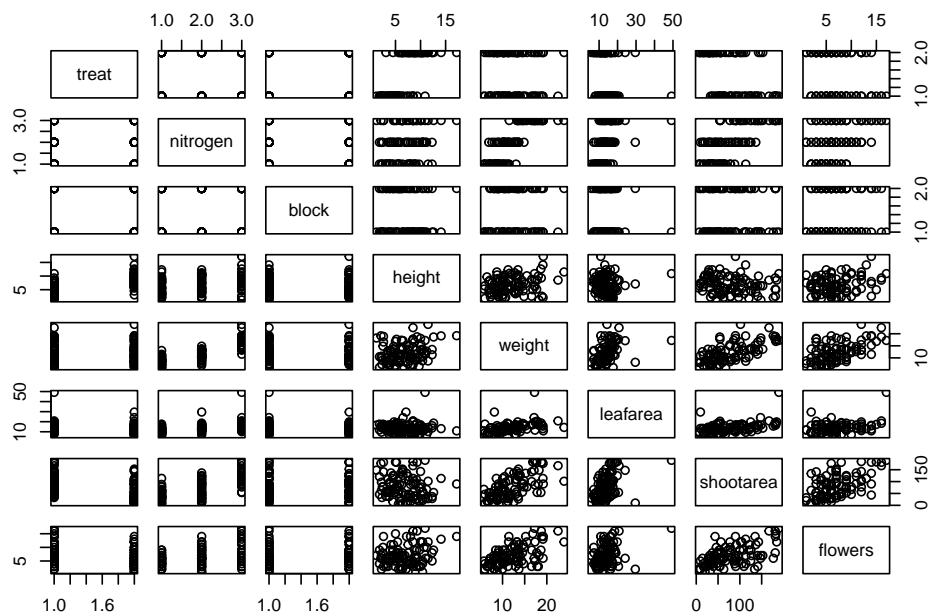 1.0 2.0 3.0 5 15 10 30 50 5 15
treat 1.0 2.0
1.0 3.0 nitrogen
block 1.0 2.0
5 height
weight 10
10 50 leafarea
shootarea 0 150
5 flowers
1.0 1.6 1.0 1.6 10 20 0 100